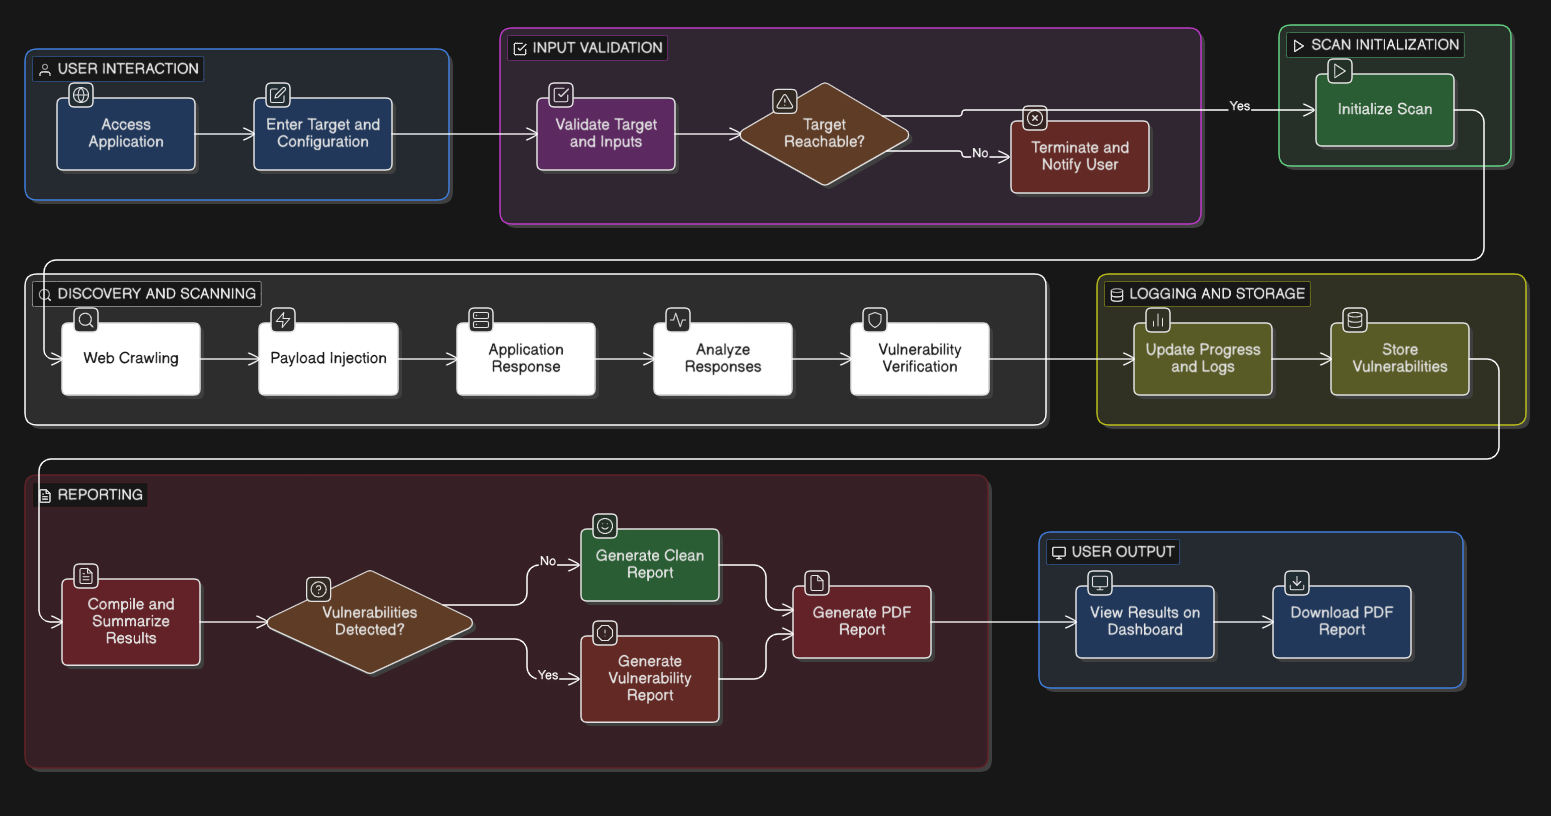 USER INTERACTION
Access
Application
Enter Target and
Configuration
INPUT VALIDATION
Validate Target
and Inputs
Target
Reachable?
Yes
No
Terminate and
Notify User
SCAN INITIALIZATION
Initialize Scan
DISCOVERY AND SCANNING
Web Crawling
Payload Injection
Application
Response
Analyze
Responses
Vulnerability
Verification
LOGGING AND STORAGE
Update Progress
and Logs
Store
Vulnerabilities
REPORTING
Compile and
Summarize
Results
Vulnerabilities
Detected?
No
Generate Clean
Report
Yes
Generate
Vulnerability
Report
Generate PDF
Report
USER OUTPUT
View Results on
Dashboard
Download PDF
Report